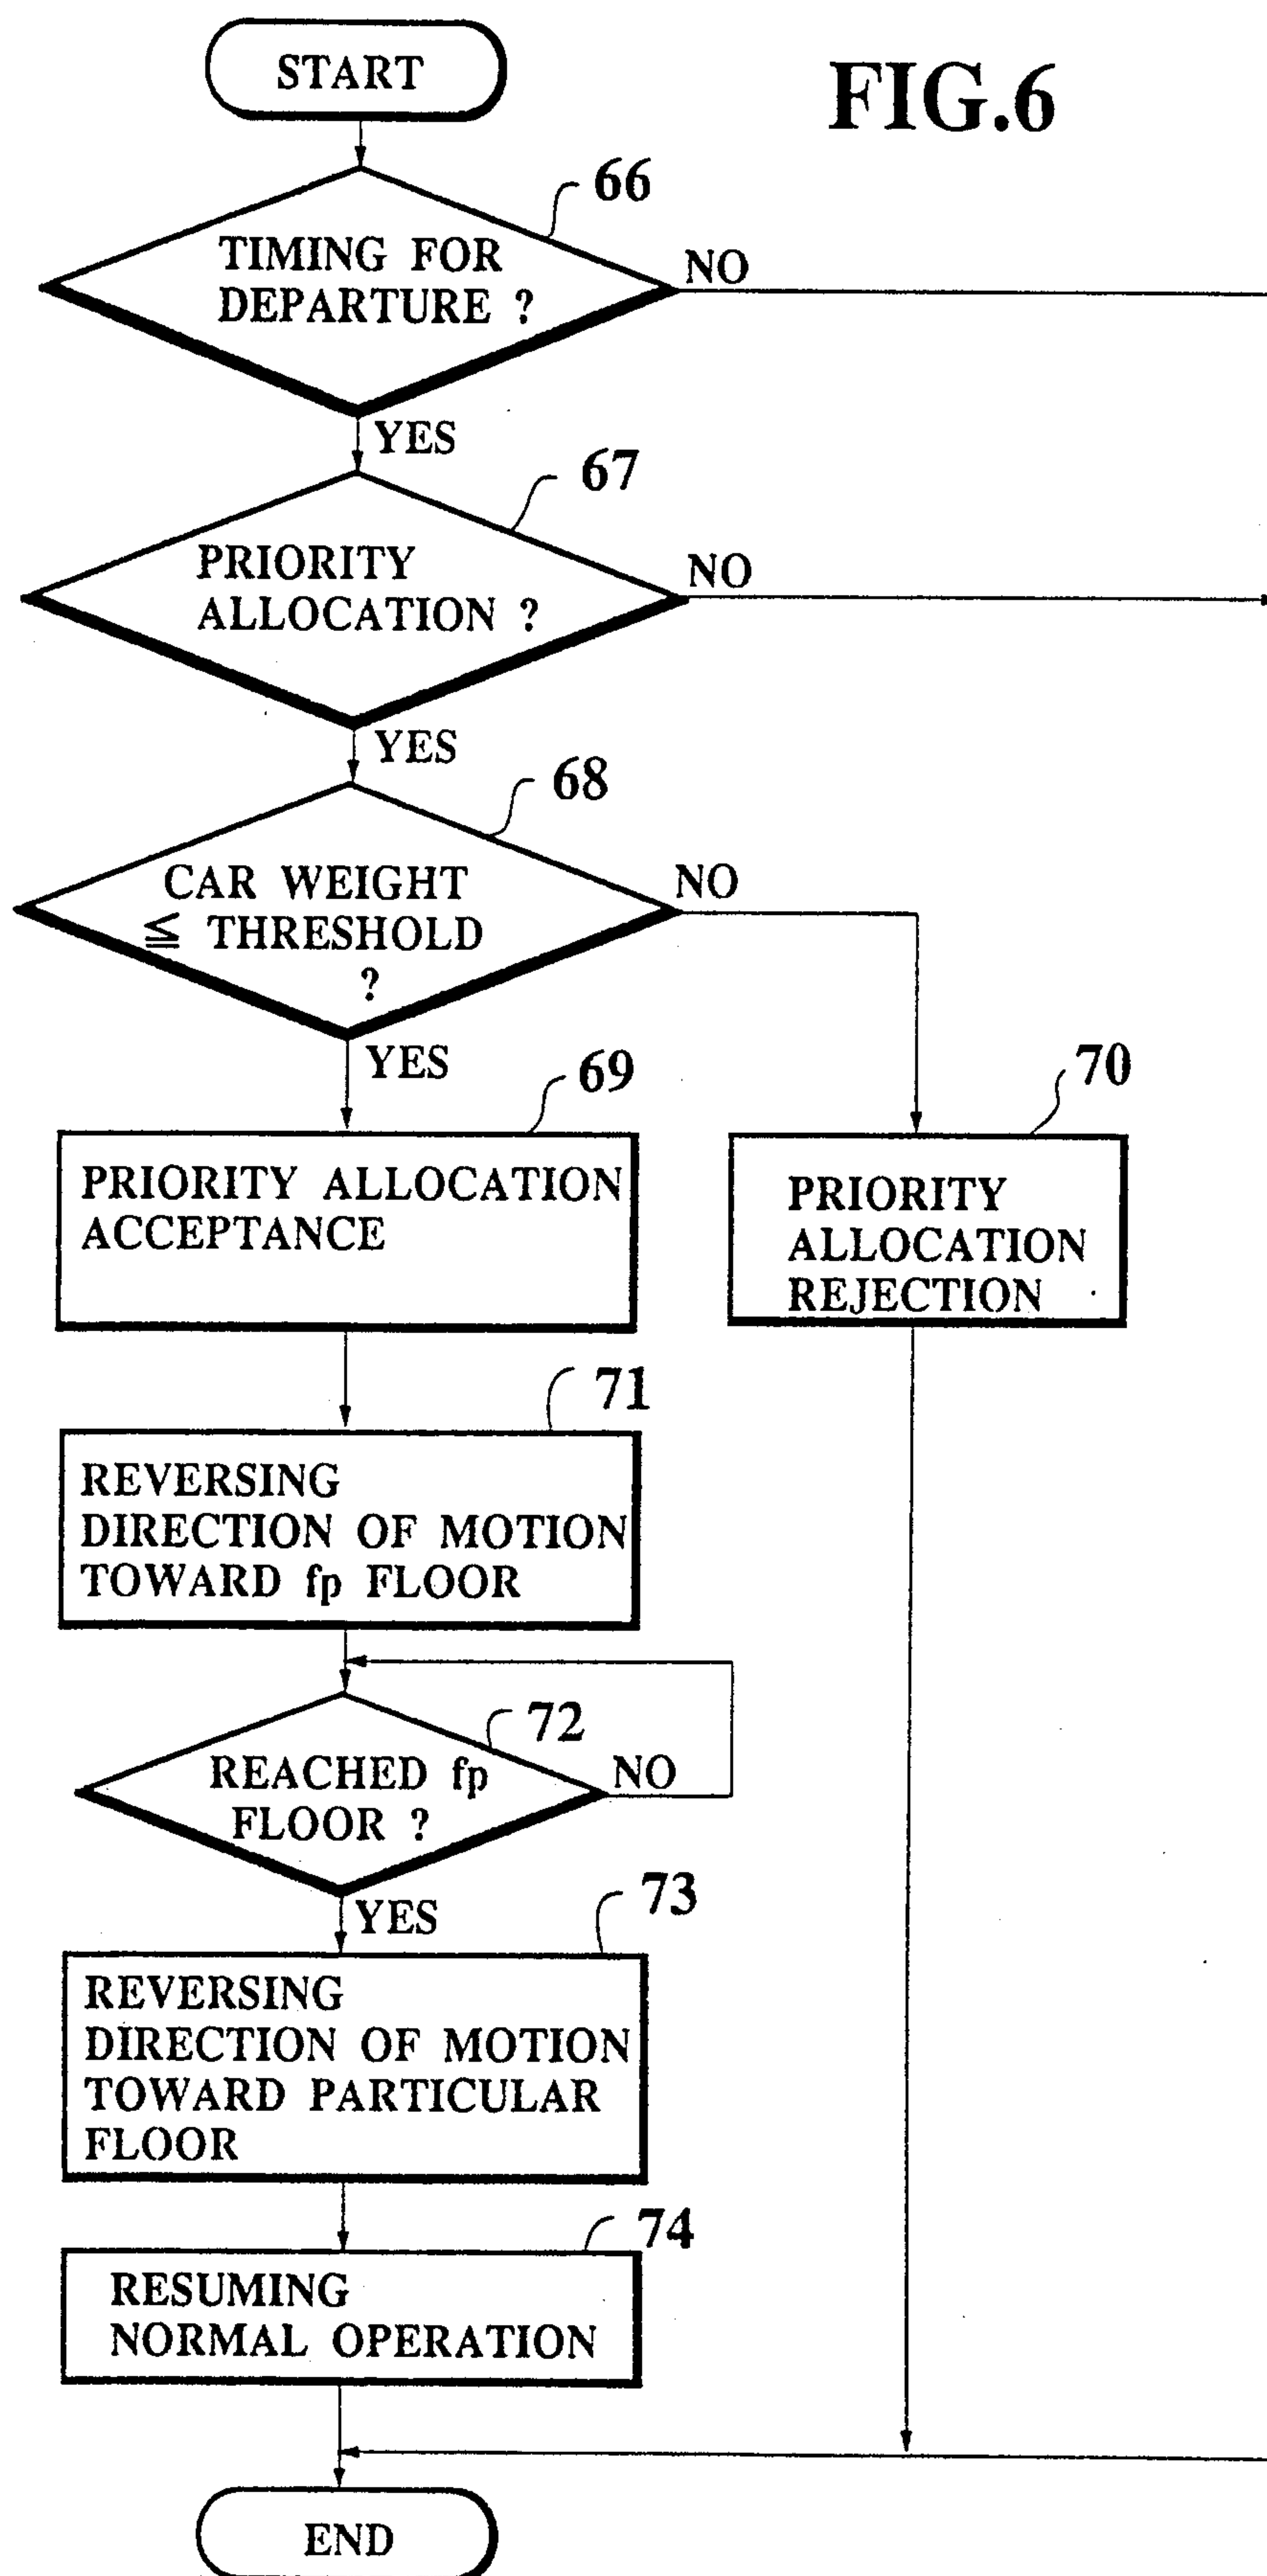 START
FIG.6
66
TIMING FOR
DEPARTURE ?
NO
YES
67
PRIORITY
ALLOCATION ?
NO
YES
68
CAR WEIGHT
≦ THRESHOLD
?
NO
YES
69
PRIORITY ALLOCATION
ACCEPTANCE
70
PRIORITY
ALLOCATION
REJECTION
71
REVERSING
DIRECTION OF MOTION
TOWARD fp FLOOR
72
REACHED fp
FLOOR ?
NO
YES
73
REVERSING
DIRECTION OF MOTION
TOWARD PARTICULAR
FLOOR
74
RESUMING
NORMAL OPERATION
END